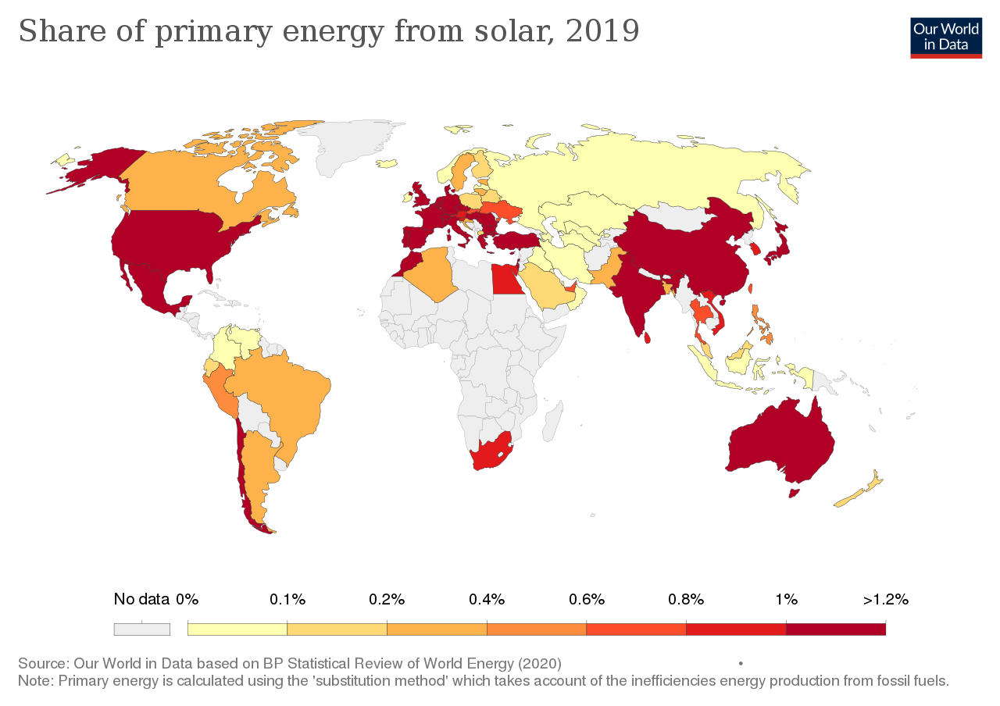 Share of primary energy from solar, 2019
Our World
in Data
No data 0% 0.1% 0.2% 0.4% 0.6% 0.8% 1% >1.2%
Source: Our World in Data based on BP Statistical Review of World Energy (2020) •
Note: Primary energy is calculated using the 'substitution method' which takes account of the inefficiencies energy production from fossil fuels.